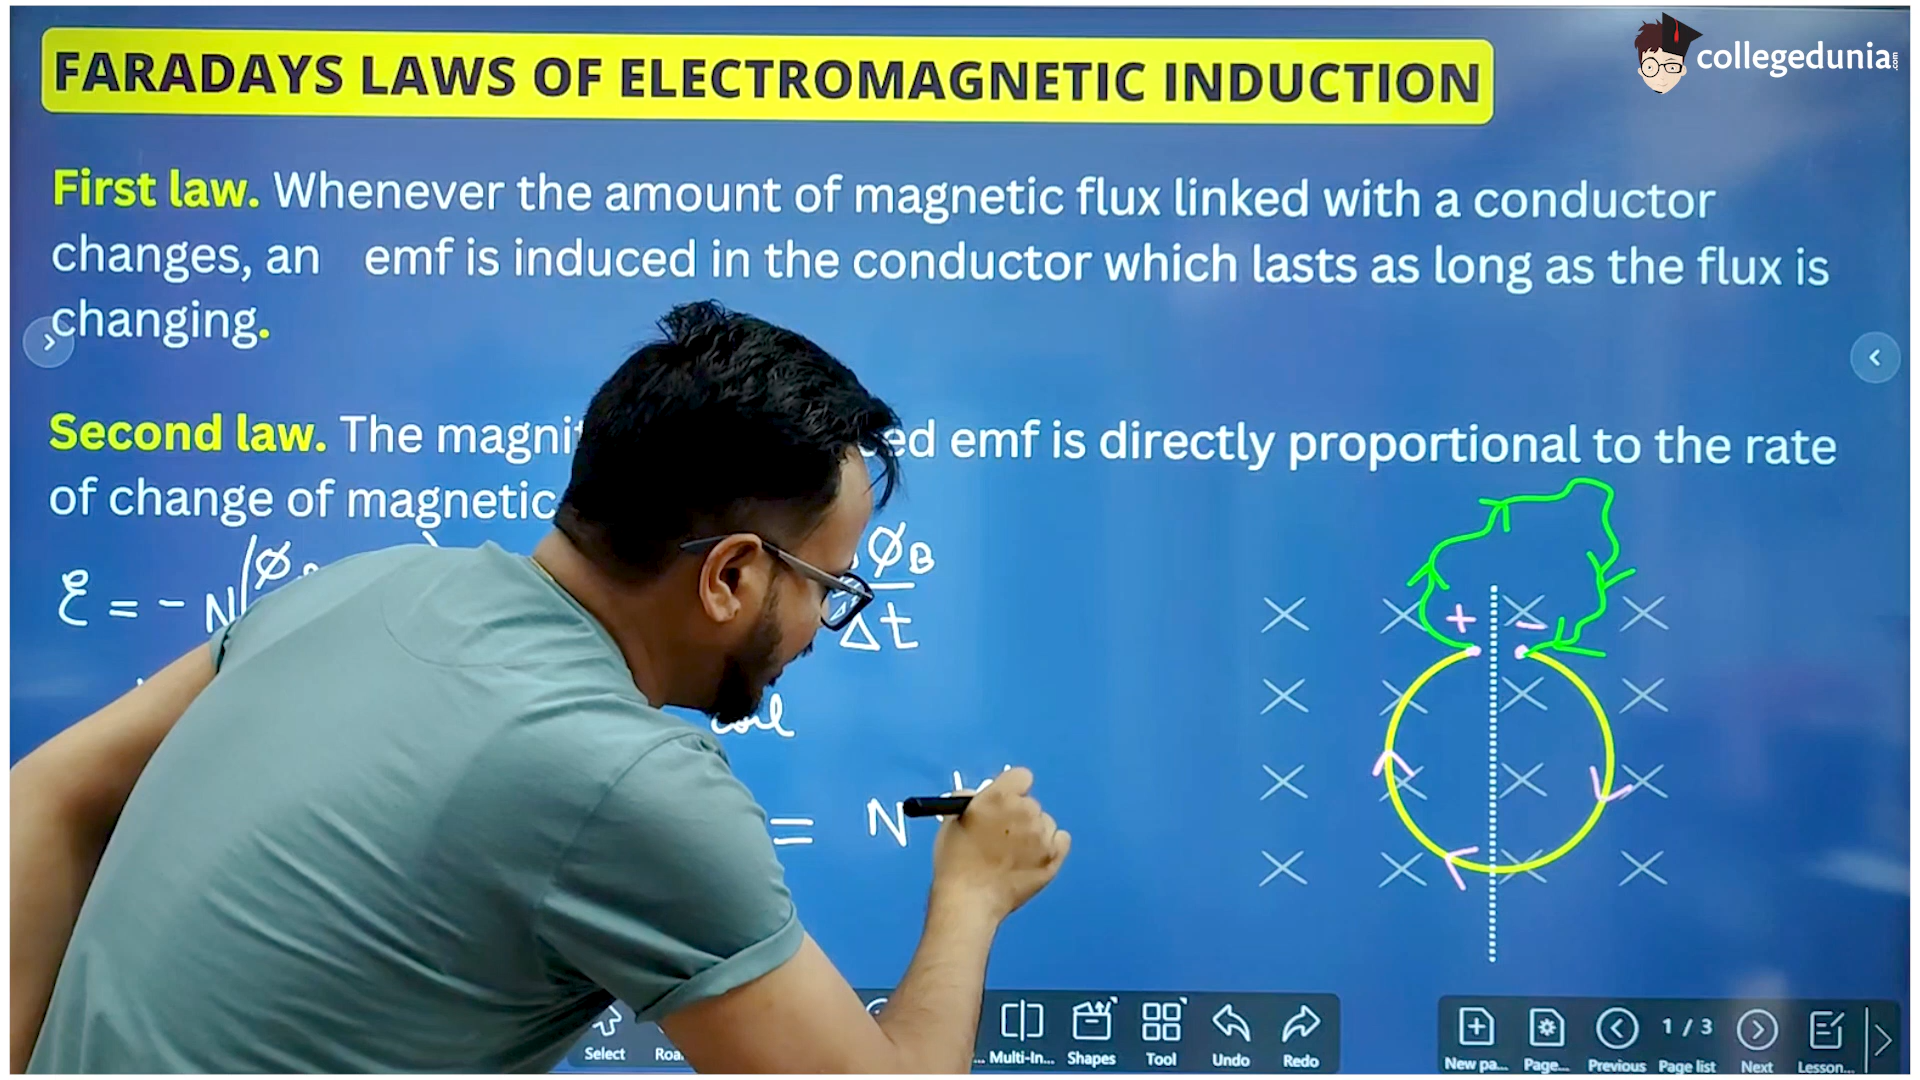 FARADAYS LAWS OF ELECTROMAGNETIC INDUCTION
collegedunia.com
First law. Whenever the amount of magnetic flux linked with a conductor
changes, an emf is induced in the conductor which lasts as long as the flux is
changing.
Second law. The emf is directly proportional to the rate
of change of magnetic
ε = - N ϕB
Δt
coil
= N
+ -
Select Multi-In... Shapes Tool Undo Redo
New pa... Page... Previous 1 / 3 Page list Next Lesson...